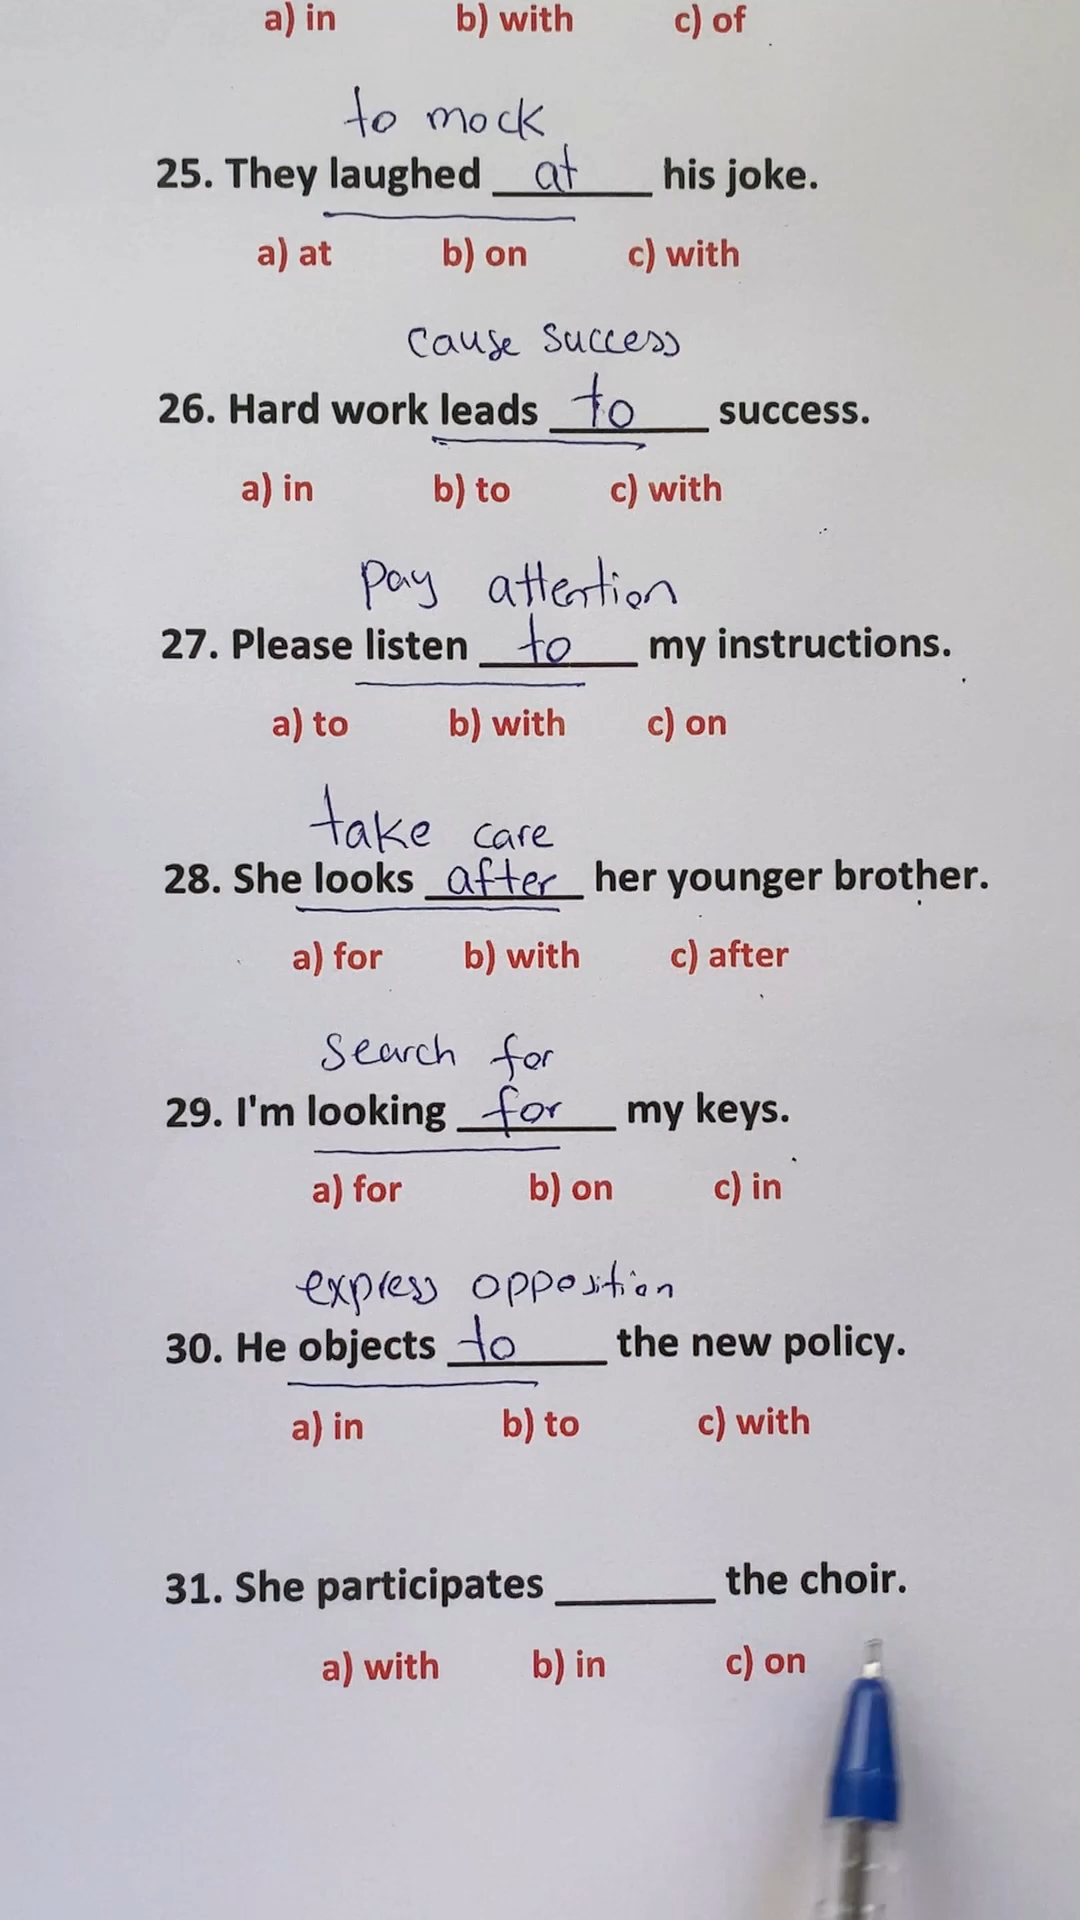 a) in b) with c) of
to mock
25. They laughed at his joke.
a) at b) on c) with
cause success
26. Hard work leads to success.
a) in b) to c) with
pay attention
27. Please listen to my instructions.
a) to b) with c) on
take care
28. She looks after her younger brother.
a) for b) with c) after
search for
29. I'm looking for my keys.
a) for b) on c) in
express opposition
30. He objects to the new policy.
a) in b) to c) with
31. She participates ______ the choir.
a) with b) in c) on